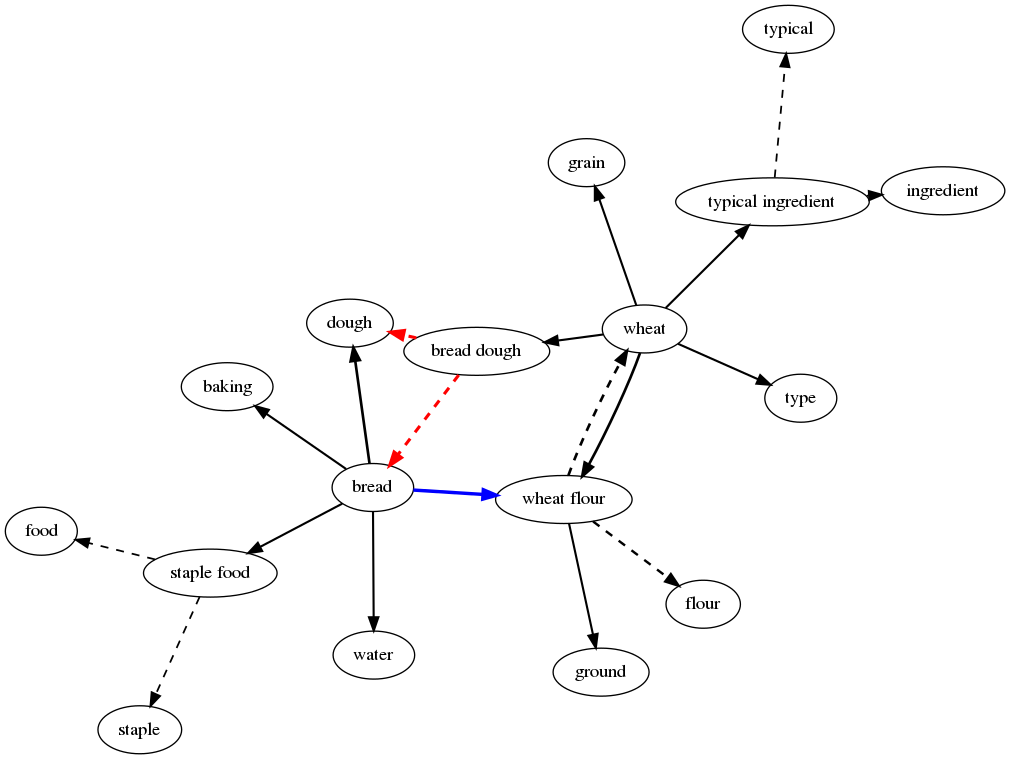 typical
grain
typical ingredient
ingredient
dough
wheat
bread dough
baking
type
bread
wheat flour
food
staple food
flour
water
ground
staple